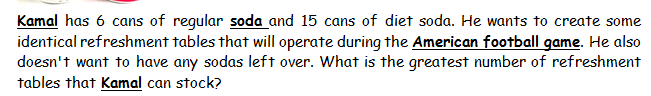 Kamal has 6 cans of regular soda and 15 cans of diet soda. He wants to create some
identical refreshment tables that will operate during the American football game. He also
doesn't want to have any sodas left over. What is the greatest number of refreshment
tables that Kamal can stock?